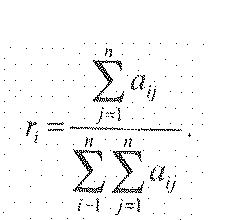 r_i = \frac{\sum_{j=1}^{n} a_{ij}}{\sum_{i-1}^{n} \sum_{j=1}^{n} a_{ij}}.